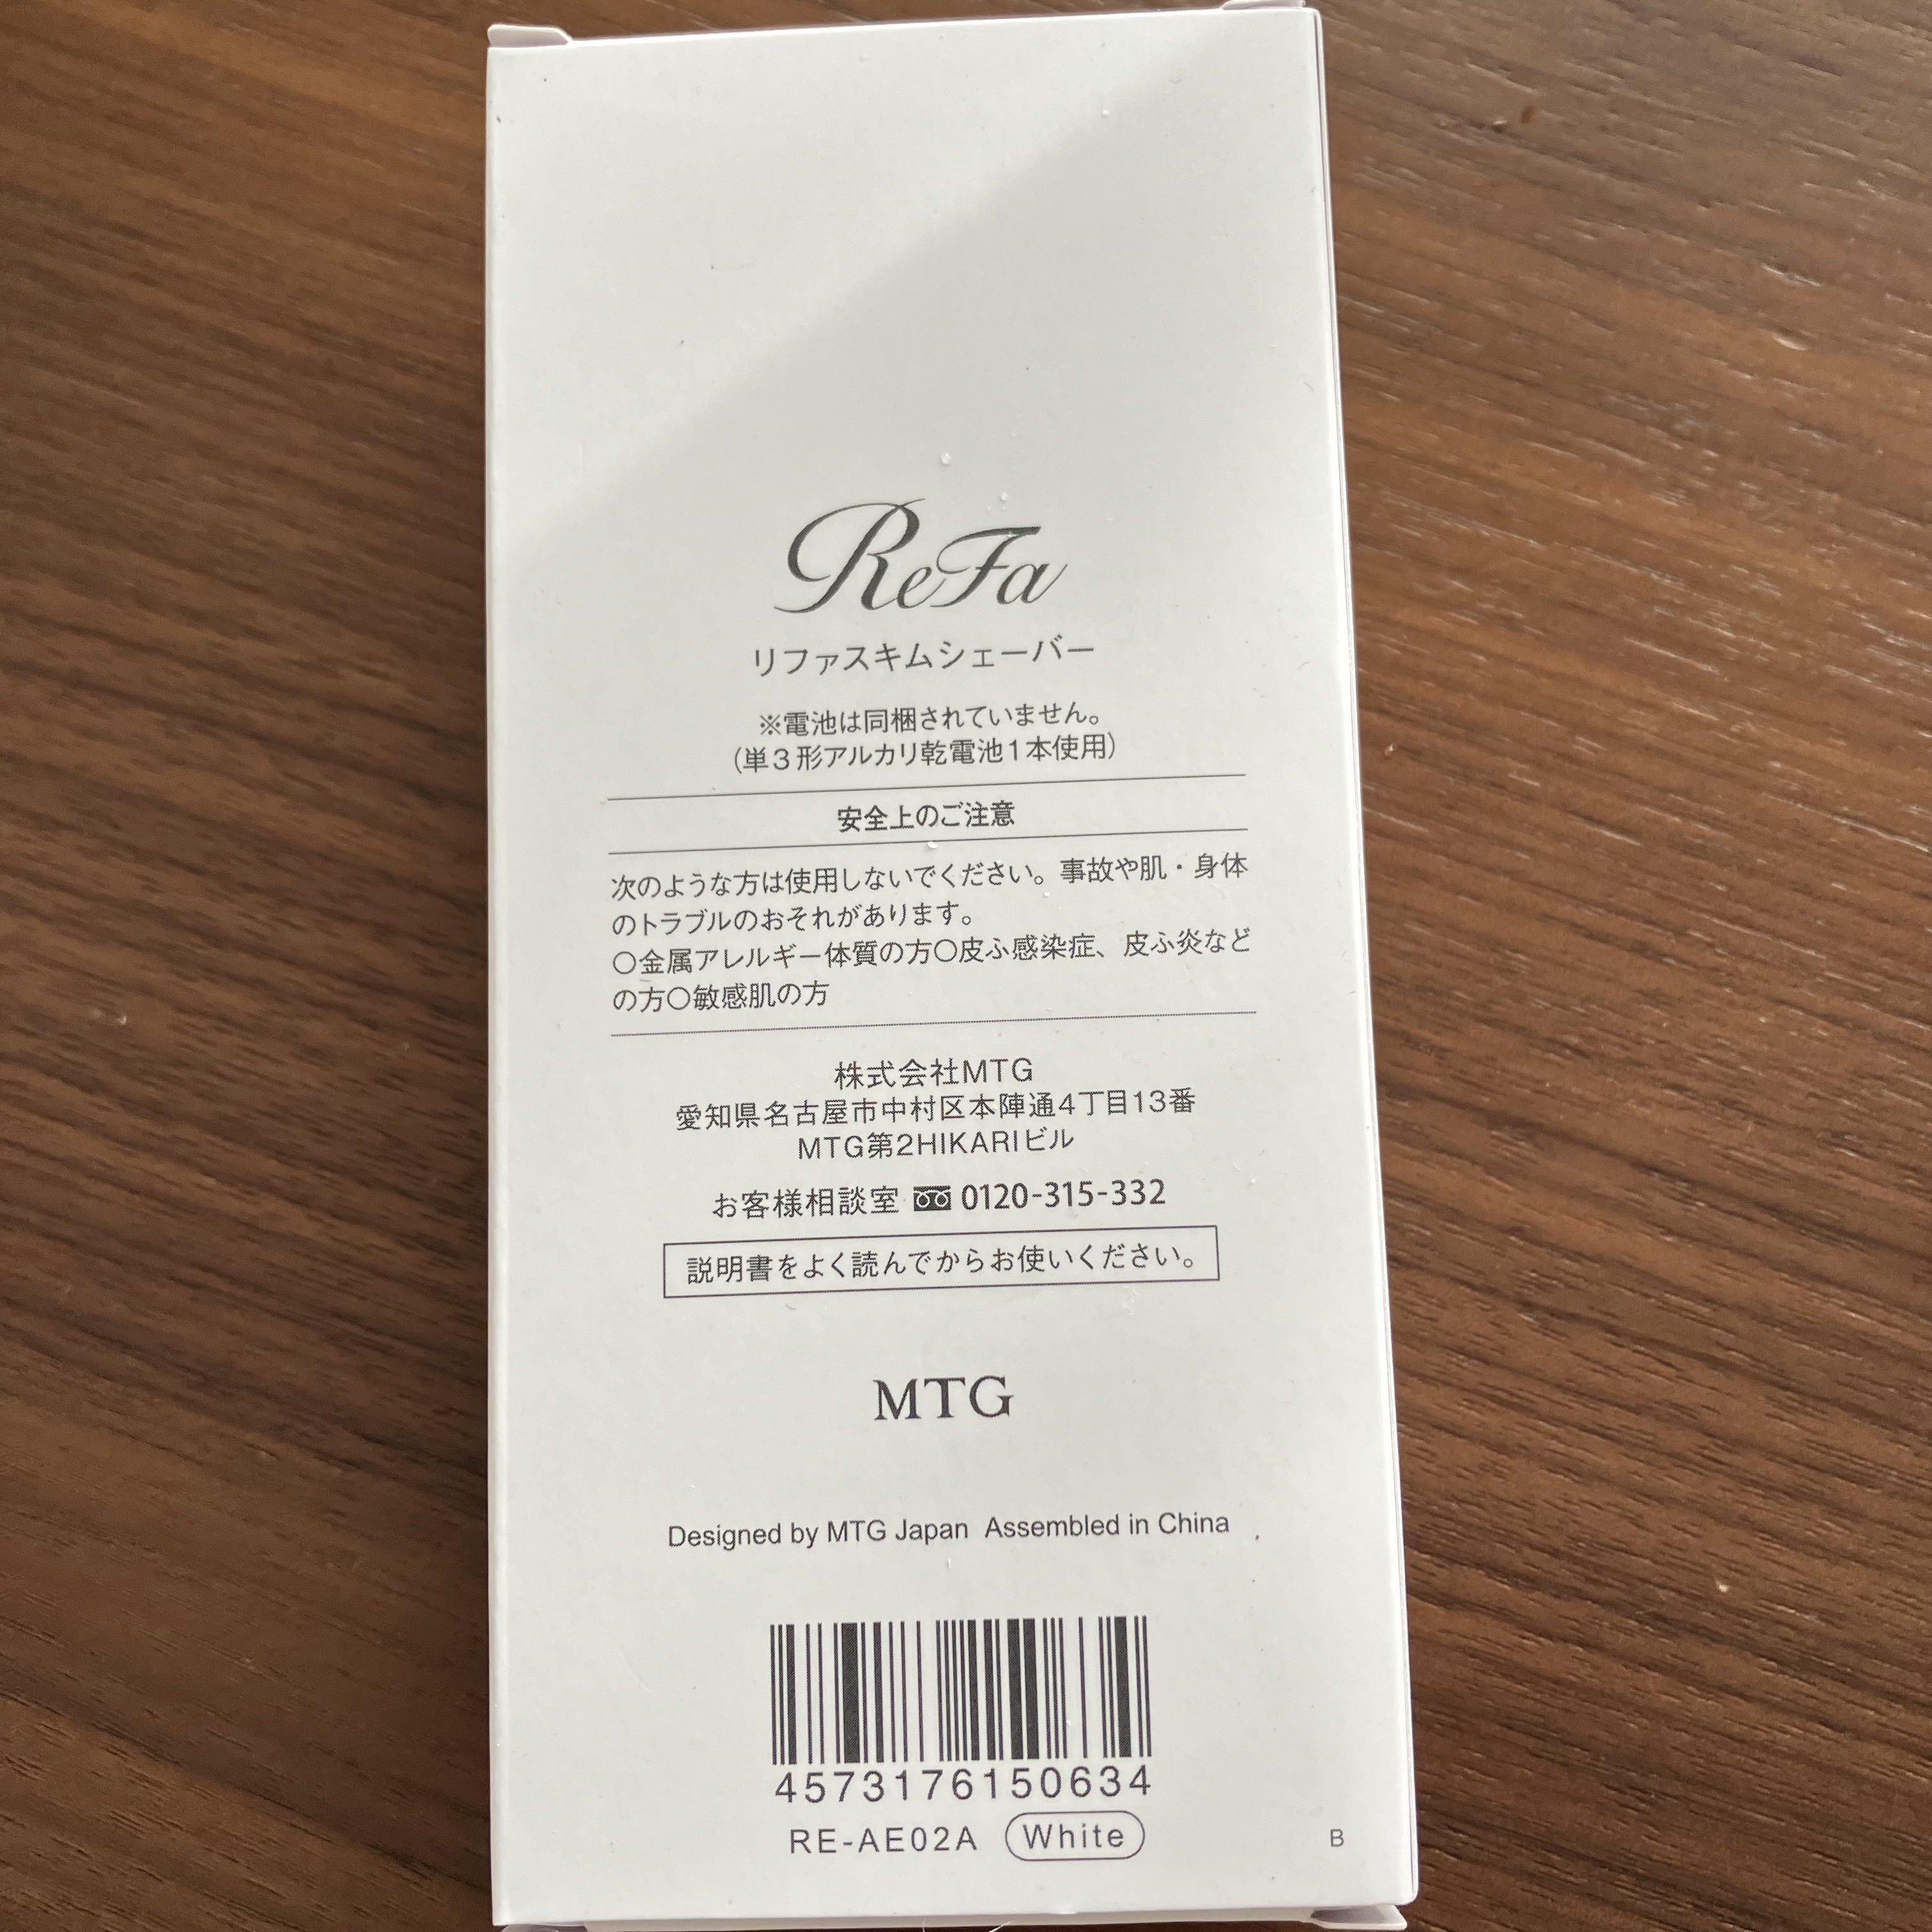 ReFa
リファスキムシェーバー
※電池は同梱されていません。
(単3形アルカリ乾電池1本使用)
安全上のご注意
次のような方は使用しないでください。事故や肌・身体
のトラブルのおそれがあります。
○金属アレルギー体質の方○皮ふ感染症、皮ふ炎など
の方○敏感肌の方
株式会社MTG
愛知県名古屋市中村区本陣通4丁目13番
MTG第2HIKARIビル
お客様相談室 0120-315-332
説明書をよく読んでからお使いください。
MTG
Designed by MTG Japan Assembled in China
4573176150634
RE-AE02A White
B